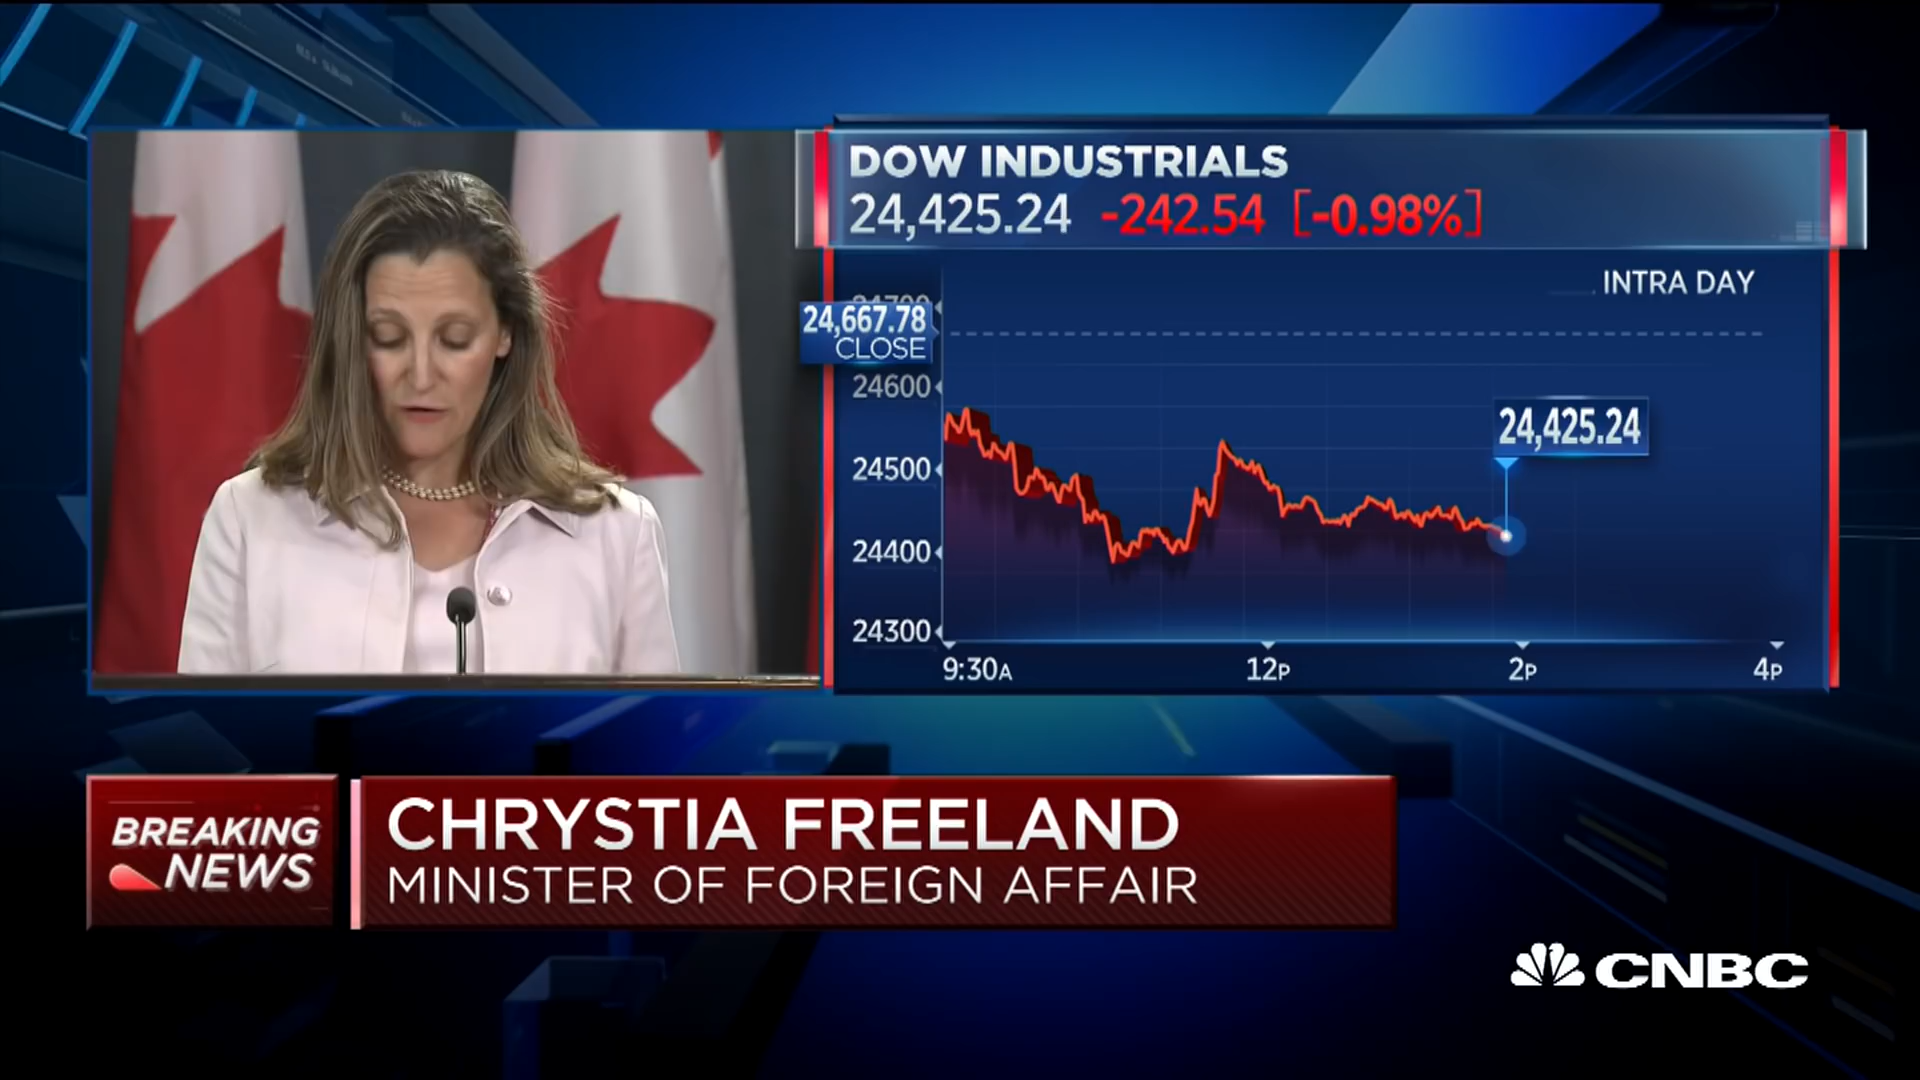 DOW INDUSTRIALS
24,425.24 -242.54 [-0.98%]
INTRA DAY
24700
24,667.78
CLOSE
24600
24,425.24
24500
24400
24300
9:30A 12P 2P 4P
BREAKING
NEWS
CHRYSTIA FREELAND
MINISTER OF FOREIGN AFFAIR
CNBC